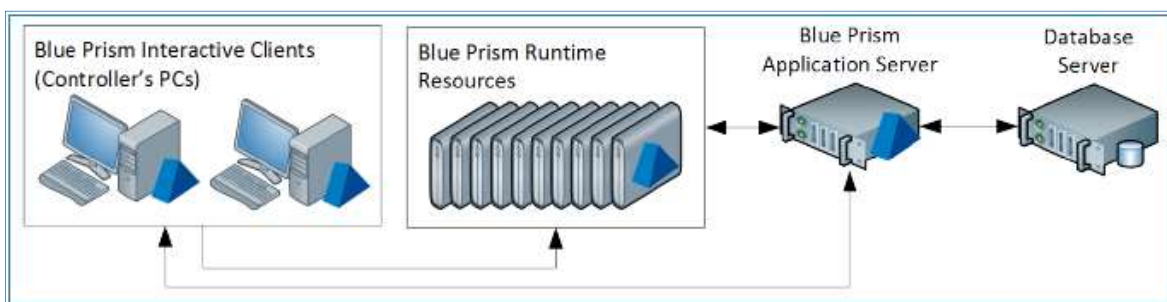 Blue Prism Interactive Clients
(Controller's PCs)
Blue Prism Runtime
Resources
Blue Prism
Application Server
Database
Server